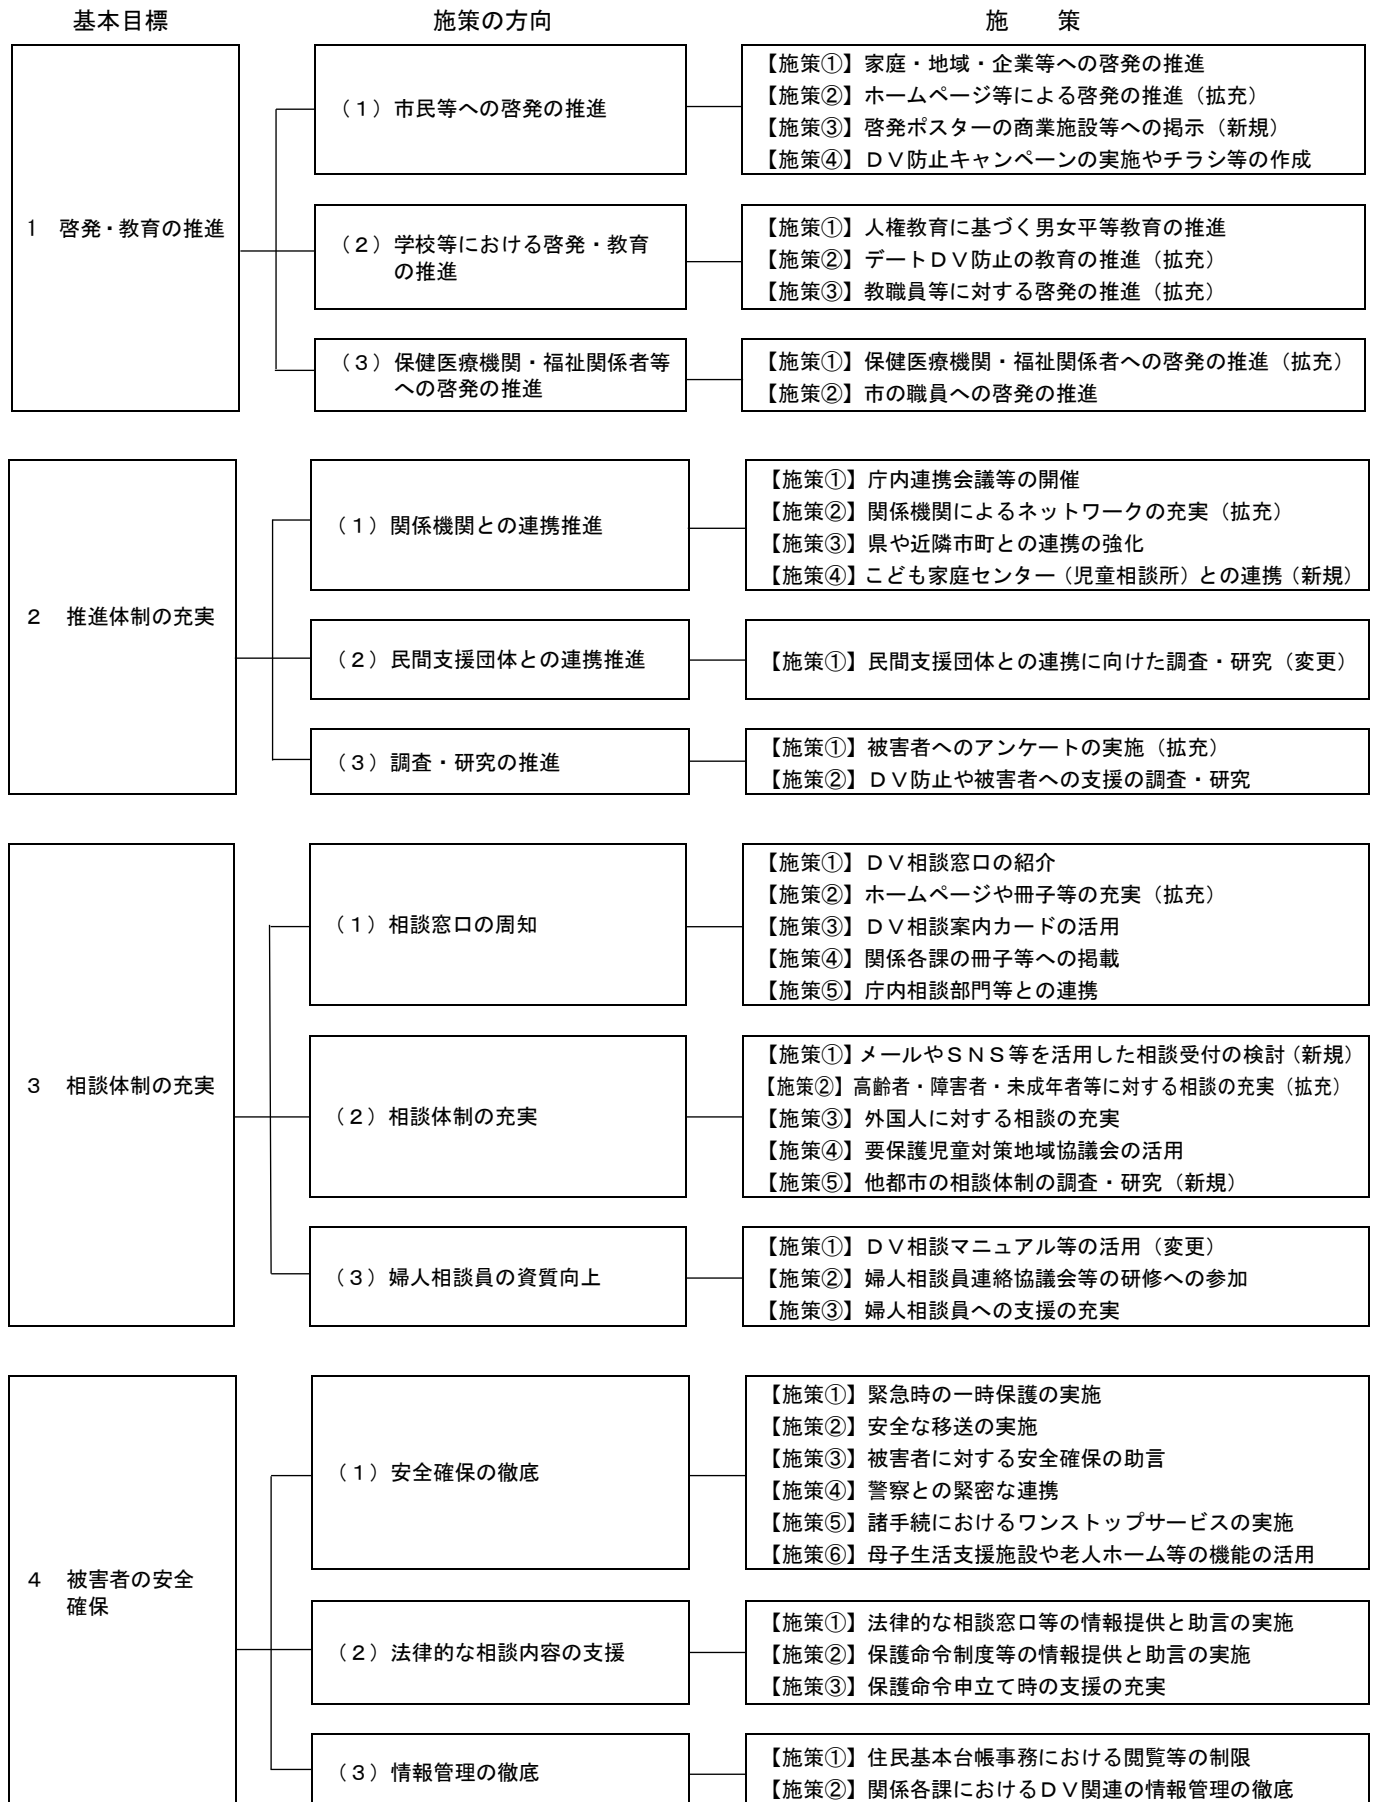 基本目標　施策の方向　施　策
1　啓発・教育の推進
（１）市民等への啓発の推進
【施策①】家庭・地域・企業等への啓発の推進
【施策②】ホームページ等による啓発の推進（拡充）
【施策③】啓発ポスターの商業施設等への掲示（新規）
【施策④】ＤＶ防止キャンペーンの実施やチラシ等の作成
（２）学校等における啓発・教育
の推進
【施策①】人権教育に基づく男女平等教育の推進
【施策②】デートＤＶ防止の教育の推進（拡充）
【施策③】教職員等に対する啓発の推進（拡充）
（３）保健医療機関・福祉関係者等
への啓発の推進
【施策①】保健医療機関・福祉関係者への啓発の推進（拡充）
【施策②】市の職員への啓発の推進
２　推進体制の充実
（１）関係機関との連携推進
【施策①】庁内連携会議等の開催
【施策②】関係機関によるネットワークの充実（拡充）
【施策③】県や近隣市町との連携の強化
【施策④】こども家庭センター（児童相談所）との連携（新規）
（２）民間支援団体との連携推進
【施策①】民間支援団体との連携に向けた調査・研究（変更）
（３）調査・研究の推進
【施策①】被害者へのアンケートの実施（拡充）
【施策②】ＤＶ防止や被害者への支援の調査・研究
３　相談体制の充実
（１）相談窓口の周知
【施策①】ＤＶ相談窓口の紹介
【施策②】ホームページや冊子等の充実（拡充）
【施策③】ＤＶ相談案内カードの活用
【施策④】関係各課の冊子等への掲載
【施策⑤】庁内相談部門等との連携
（２）相談体制の充実
【施策①】メールやＳＮＳ等を活用した相談受付の検討（新規）
【施策②】高齢者・障害者・未成年者等に対する相談の充実（拡充）
【施策③】外国人に対する相談の充実
【施策④】要保護児童対策地域協議会の活用
【施策⑤】他都市の相談体制の調査・研究（新規）
（３）婦人相談員の資質向上
【施策①】ＤＶ相談マニュアル等の活用（変更）
【施策②】婦人相談員連絡協議会等の研修への参加
【施策③】婦人相談員への支援の充実
４　被害者の安全
確保
（１）安全確保の徹底
【施策①】緊急時の一時保護の実施
【施策②】安全な移送の実施
【施策③】被害者に対する安全確保の助言
【施策④】警察との緊密な連携
【施策⑤】諸手続におけるワンストップサービスの実施
【施策⑥】母子生活支援施設や老人ホーム等の機能の活用
（２）法律的な相談内容の支援
【施策①】法律的な相談窓口等の情報提供と助言の実施
【施策②】保護命令制度等の情報提供と助言の実施
【施策③】保護命令申立て時の支援の充実
（３）情報管理の徹底
【施策①】住民基本台帳事務における閲覧等の制限
【施策②】関係各課におけるＤＶ関連の情報管理の徹底